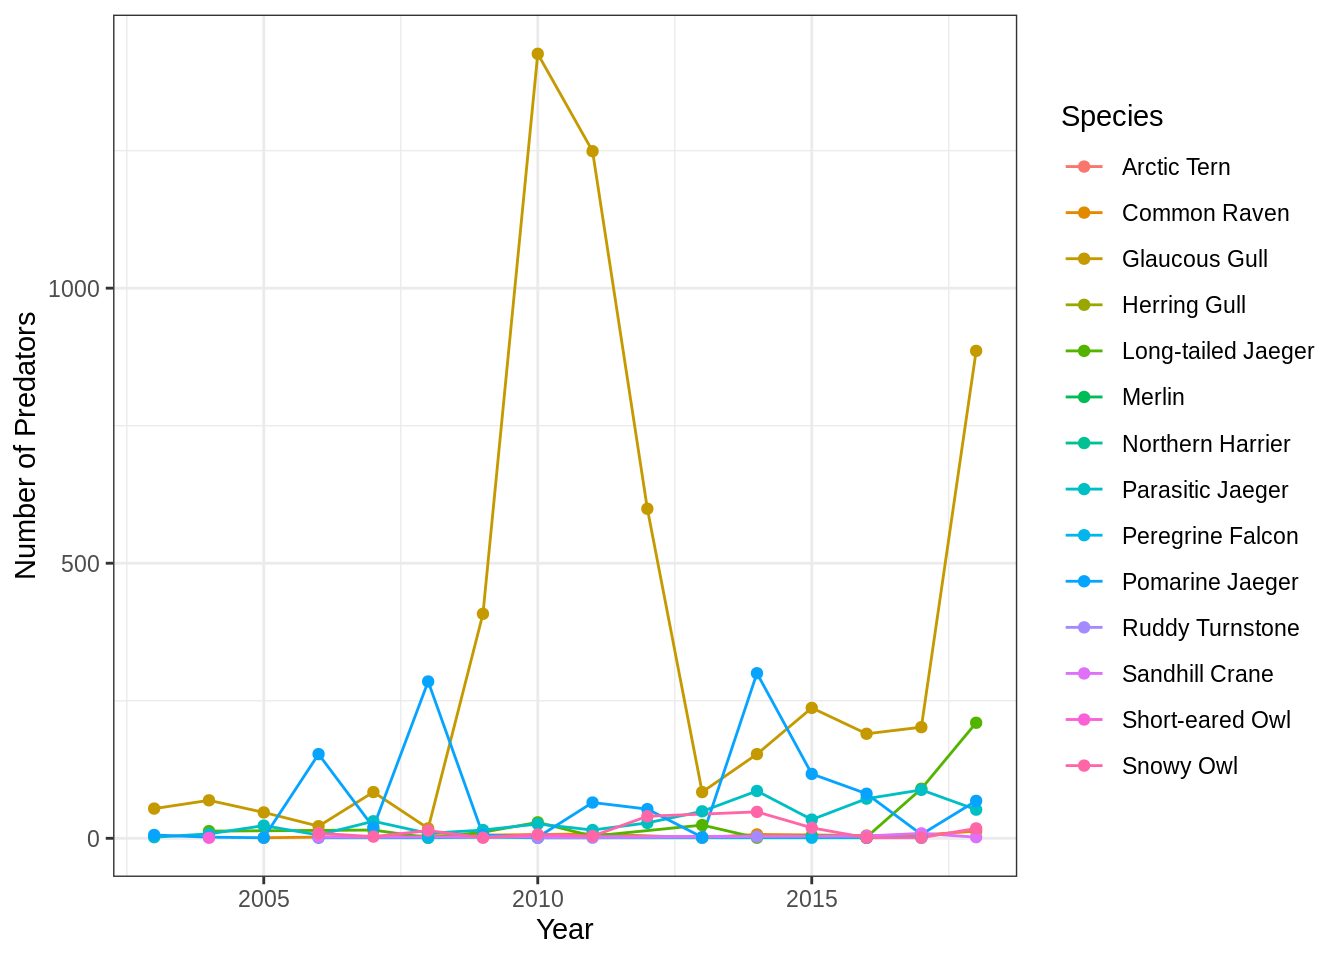 Number of Predators
1000
500
0
2005
2010
2015
Year
Species
Arctic Tern
Common Raven
Glaucous Gull
Herring Gull
Long-tailed Jaeger
Merlin
Northern Harrier
Parasitic Jaeger
Peregrine Falcon
Pomarine Jaeger
Ruddy Turnstone
Sandhill Crane
Short-eared Owl
Snowy Owl